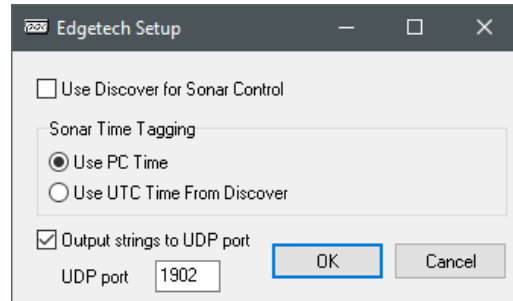 Edgetech Setup
Use Discover for Sonar Control
Sonar Time Tagging
Use PC Time
Use UTC Time From Discover
Output strings to UDP port
UDP port 1902
OK Cancel